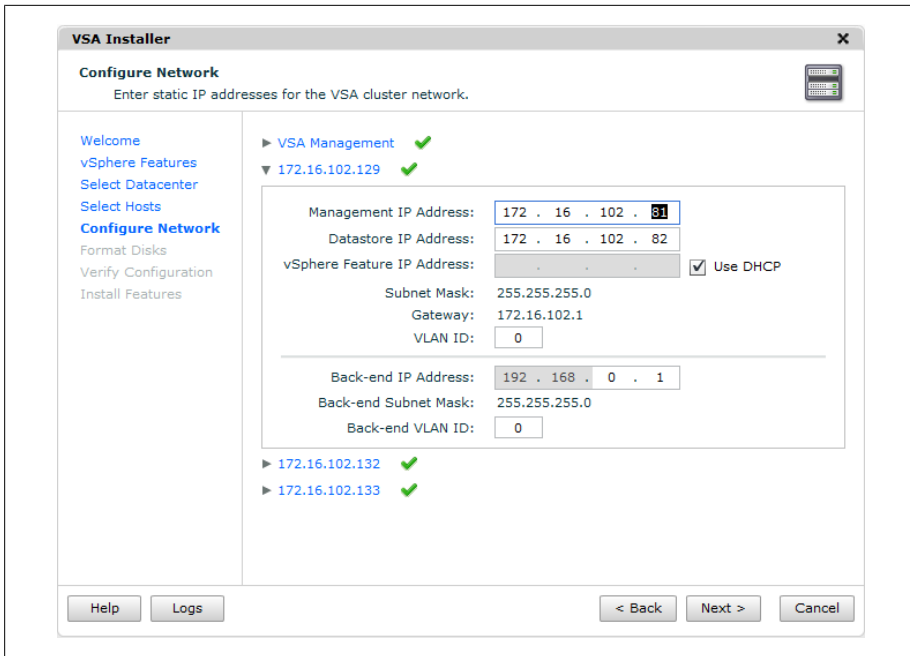 VSA Installer
Configure Network
Enter static IP addresses for the VSA cluster network.
Welcome
vSphere Features
Select Datacenter
Select Hosts
Configure Network
Format Disks
Verify Configuration
Install Features
VSA Management
172.16.102.129
Management IP Address: 172 . 16 . 102 . 81
Datastore IP Address: 172 . 16 . 102 . 82
vSphere Feature IP Address: . . . Use DHCP
Subnet Mask: 255.255.255.0
Gateway: 172.16.102.1
VLAN ID: 0
Back-end IP Address: 192 . 168 . 0 . 1
Back-end Subnet Mask: 255.255.255.0
Back-end VLAN ID: 0
172.16.102.132
172.16.102.133
Help Logs < Back Next > Cancel